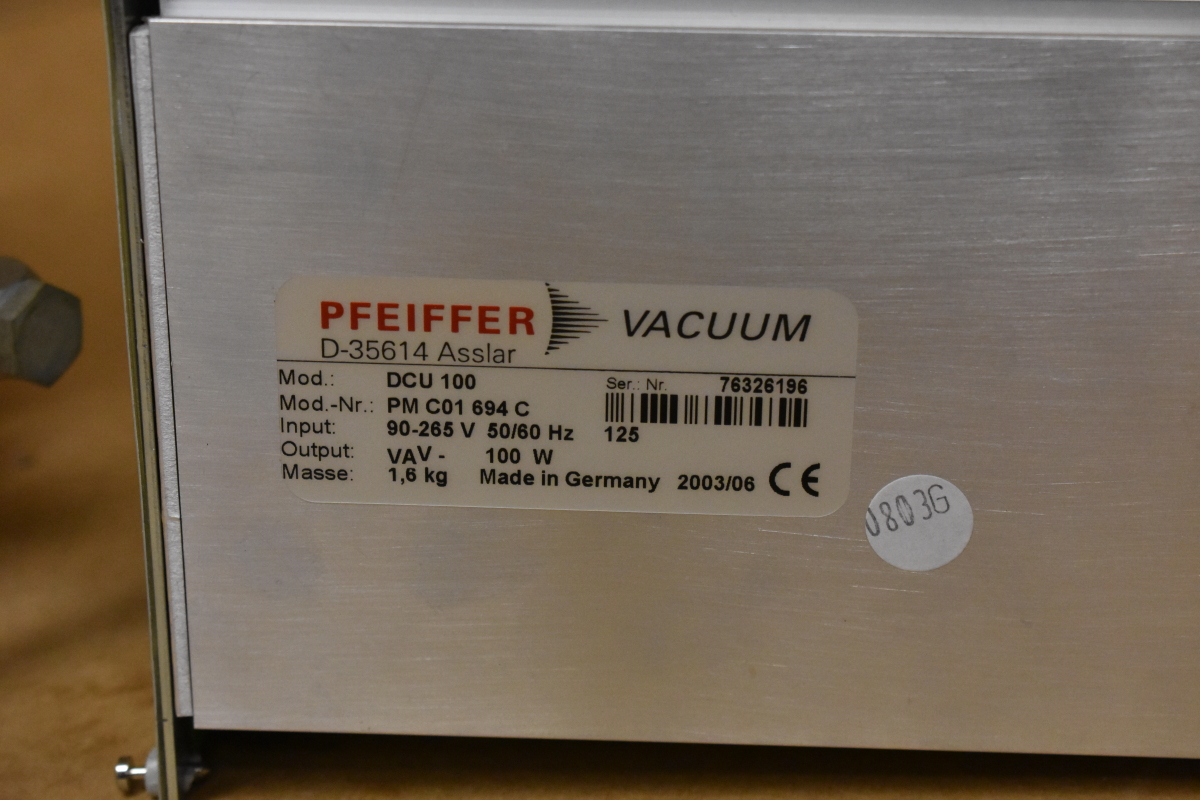 PFEIFFER VACUUM
D-35614 Asslar
Mod.: DCU 100 Ser.: Nr. 76326196
Mod.-Nr.: PM C01 694 C
Input: 90-265 V 50/60 Hz 125
Output: VAV - 100 W
Masse: 1,6 kg Made in Germany 2003/06 CE
0803G